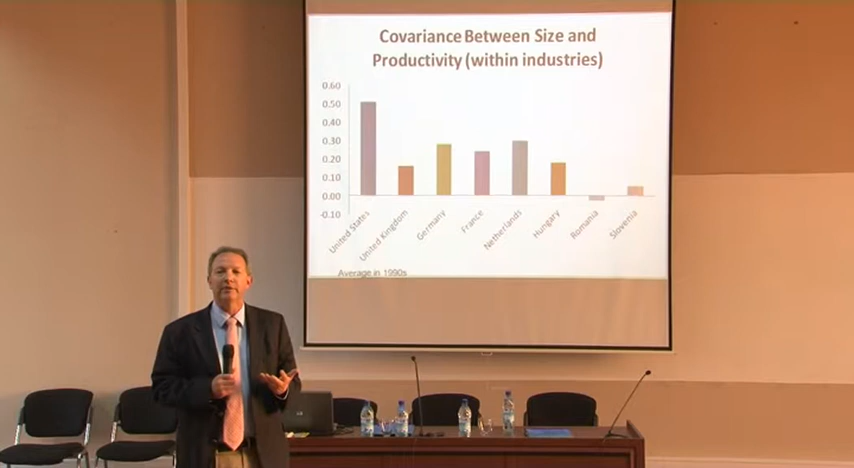 Covariance Between Size and
Productivity (within industries)
0.60
0.50
0.40
0.30
0.20
0.10
0.00
-0.10
United States
United Kingdom
Germany
France
Netherlands
Hungary
Romania
Slovenia
Average in 1990s